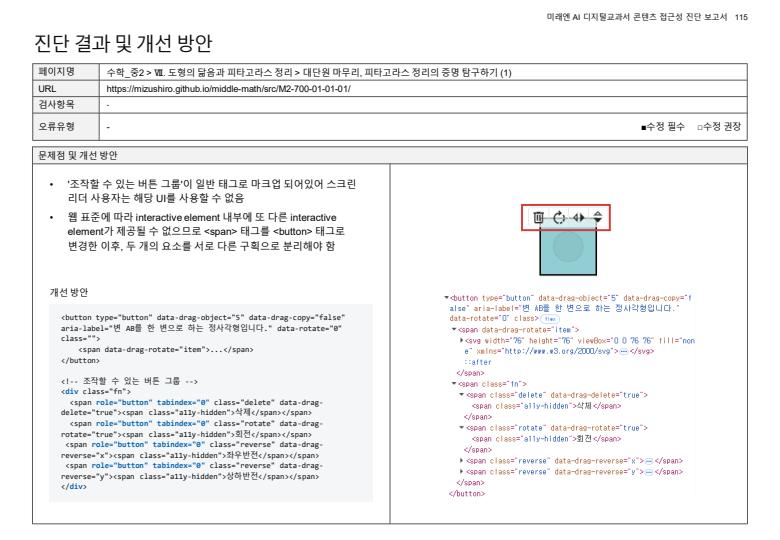 미래엔 AI 디지털교과서 콘텐츠 접근성 진단 보고서 115
진단 결과 및 개선 방안
페이지명 수학_중2 > Ⅶ. 도형의 닮음과 피타고라스 정리 > 대단원 마무리, 피타고라스 정리의 증명 탐구하기 (1)
URL https://mizushiro.github.io/middle-math/src/M2-700-01-01-01/
검사항목 -
오류유형 - ■수정 필수 □수정 권장
문제점 및 개선 방안
• '조작할 수 있는 버튼 그룹'이 일반 태그로 마크업 되어있어 스크린
리더 사용자는 해당 UI를 사용할 수 없음
• 웹 표준에 따라 interactive element 내부에 또 다른 interactive
element가 제공될 수 없으므로 <span> 태그를 <button> 태그로
변경한 이후, 두 개의 요소를 서로 다른 구획으로 분리해야 함
개선 방안
<button type="button" data-drag-object="5" data-drag-copy="false"
aria-label="변 AB를 한 변으로 하는 정사각형입니다." data-rotate="0"
class="">
<span data-drag-rotate="item">...</span>
</button>
<!-- 조작할 수 있는 버튼 그룹 -->
<div class="fn">
<span role="button" tabindex="0" class="delete" data-drag-
delete="true"><span class="a11y-hidden">삭제</span></span>
<span role="button" tabindex="0" class="rotate" data-drag-
rotate="true"><span class="a11y-hidden">회전</span></span>
<span role="button" tabindex="0" class="reverse" data-drag-
reverse="x"><span class="a11y-hidden">좌우반전</span></span>
<span role="button" tabindex="0" class="reverse" data-drag-
reverse="y"><span class="a11y-hidden">상하반전</span></span>
</div>
▼<button type="button" data-drag-object="5" data-drag-copy="f
alse" aria-label="변 AB를 한 변으로 하는 정사각형입니다."
data-rotate="0" class> flex
▼<span data-drag-rotate="item">
▶<svg width="76" height="76" viewBox="0 0 76 76" fill="non
e" xmlns="http://www.w3.org/2000/svg">…</svg>
::after
</span>
▼<span class="fn">
▼<span class="delete" data-drag-delete="true">
<span class="a11y-hidden">삭제</span>
</span>
▼<span class="rotate" data-drag-rotate="true">
<span class="a11y-hidden">회전</span>
</span>
▶<span class="reverse" data-drag-reverse="x">…</span>
▶<span class="reverse" data-drag-reverse="y">…</span>
</span>
</button>